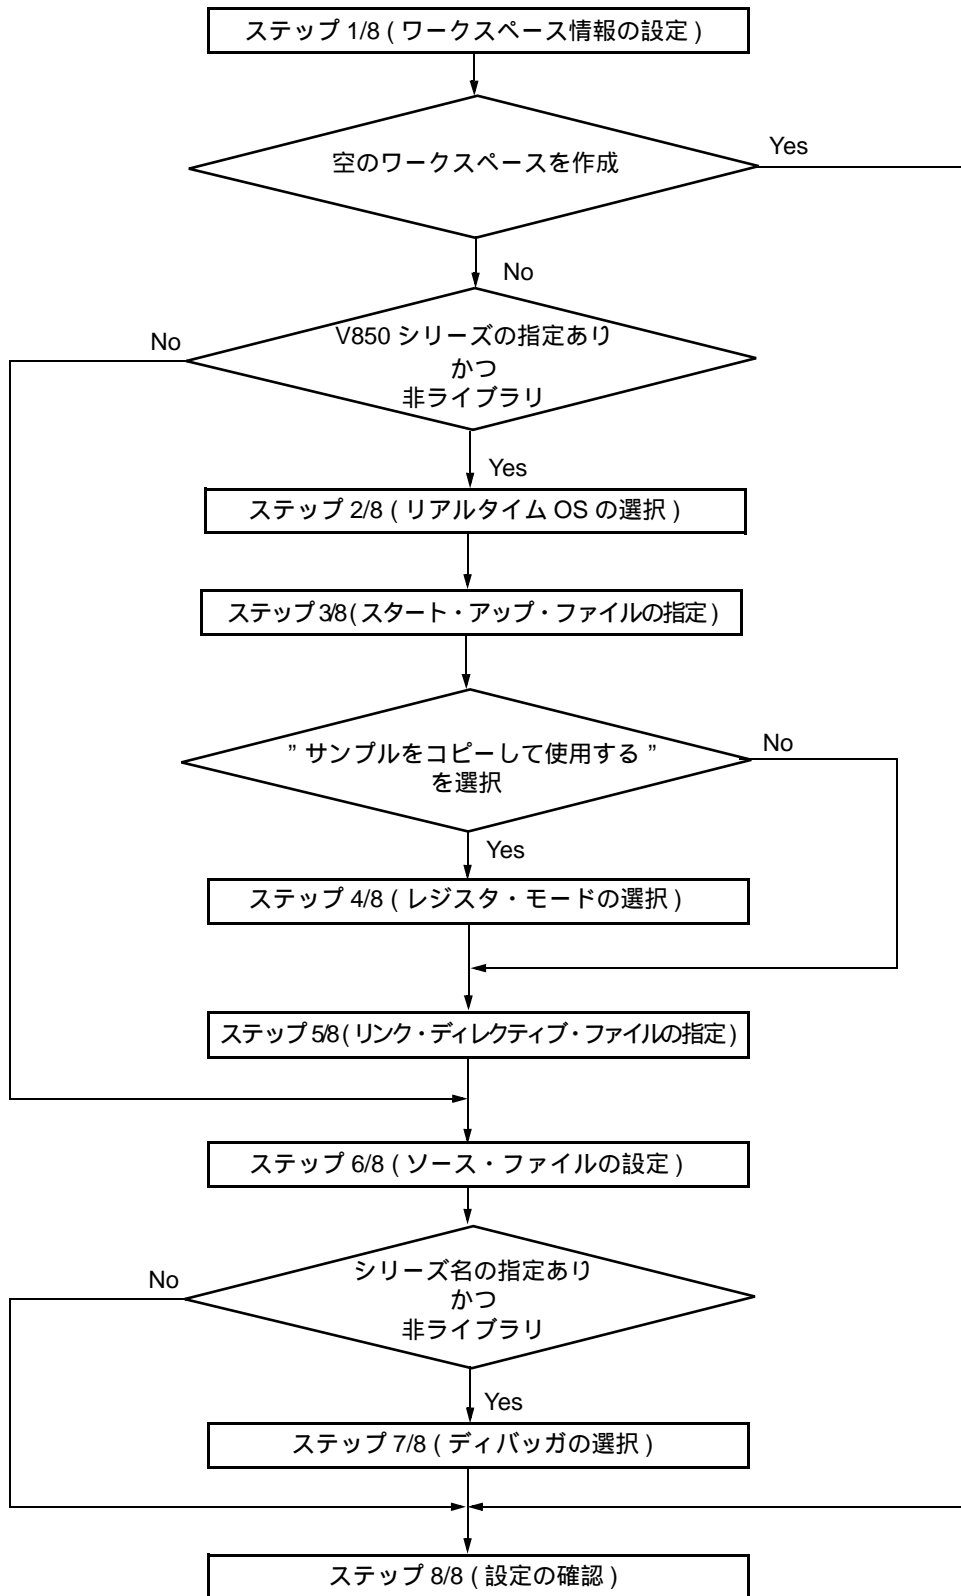 ステップ 1/8 ( ワークスペース情報の設定 )
空のワークスペースを作成
Yes
No
V850 シリーズの指定あり
かつ
非ライブラリ
No
Yes
ステップ 2/8 ( リアルタイム OS の選択 )
ステップ 3/8 ( スタート・アップ・ファイルの指定 )
” サンプルをコピーして使用する ”
を選択
No
Yes
ステップ 4/8 ( レジスタ・モードの選択 )
ステップ 5/8 ( リンク・ディレクティブ・ファイルの指定 )
ステップ 6/8 ( ソース・ファイルの設定 )
シリーズ名の指定あり
かつ
非ライブラリ
No
Yes
ステップ 7/8 ( ディバッガの選択 )
ステップ 8/8 ( 設定の確認 )